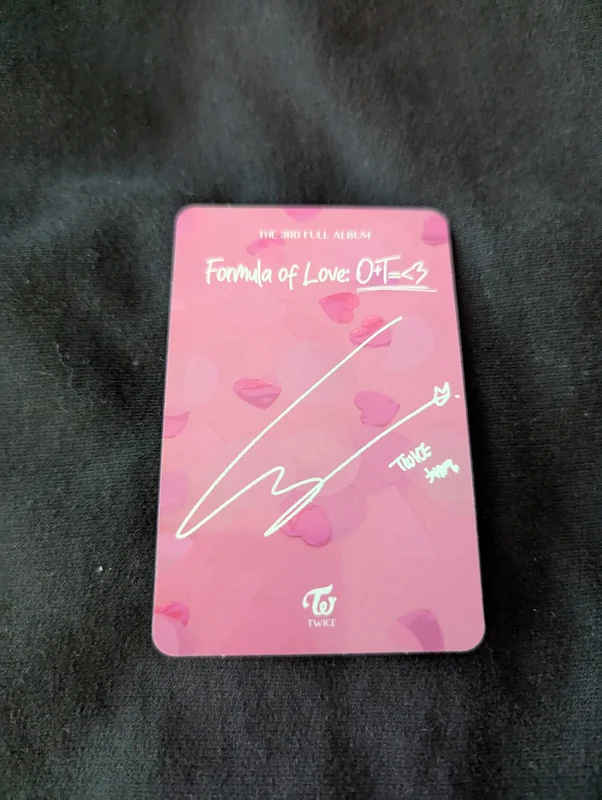 THE 3RD FULL ALBUM
Formula of Love: O+T=<3
TWICE
TWICE